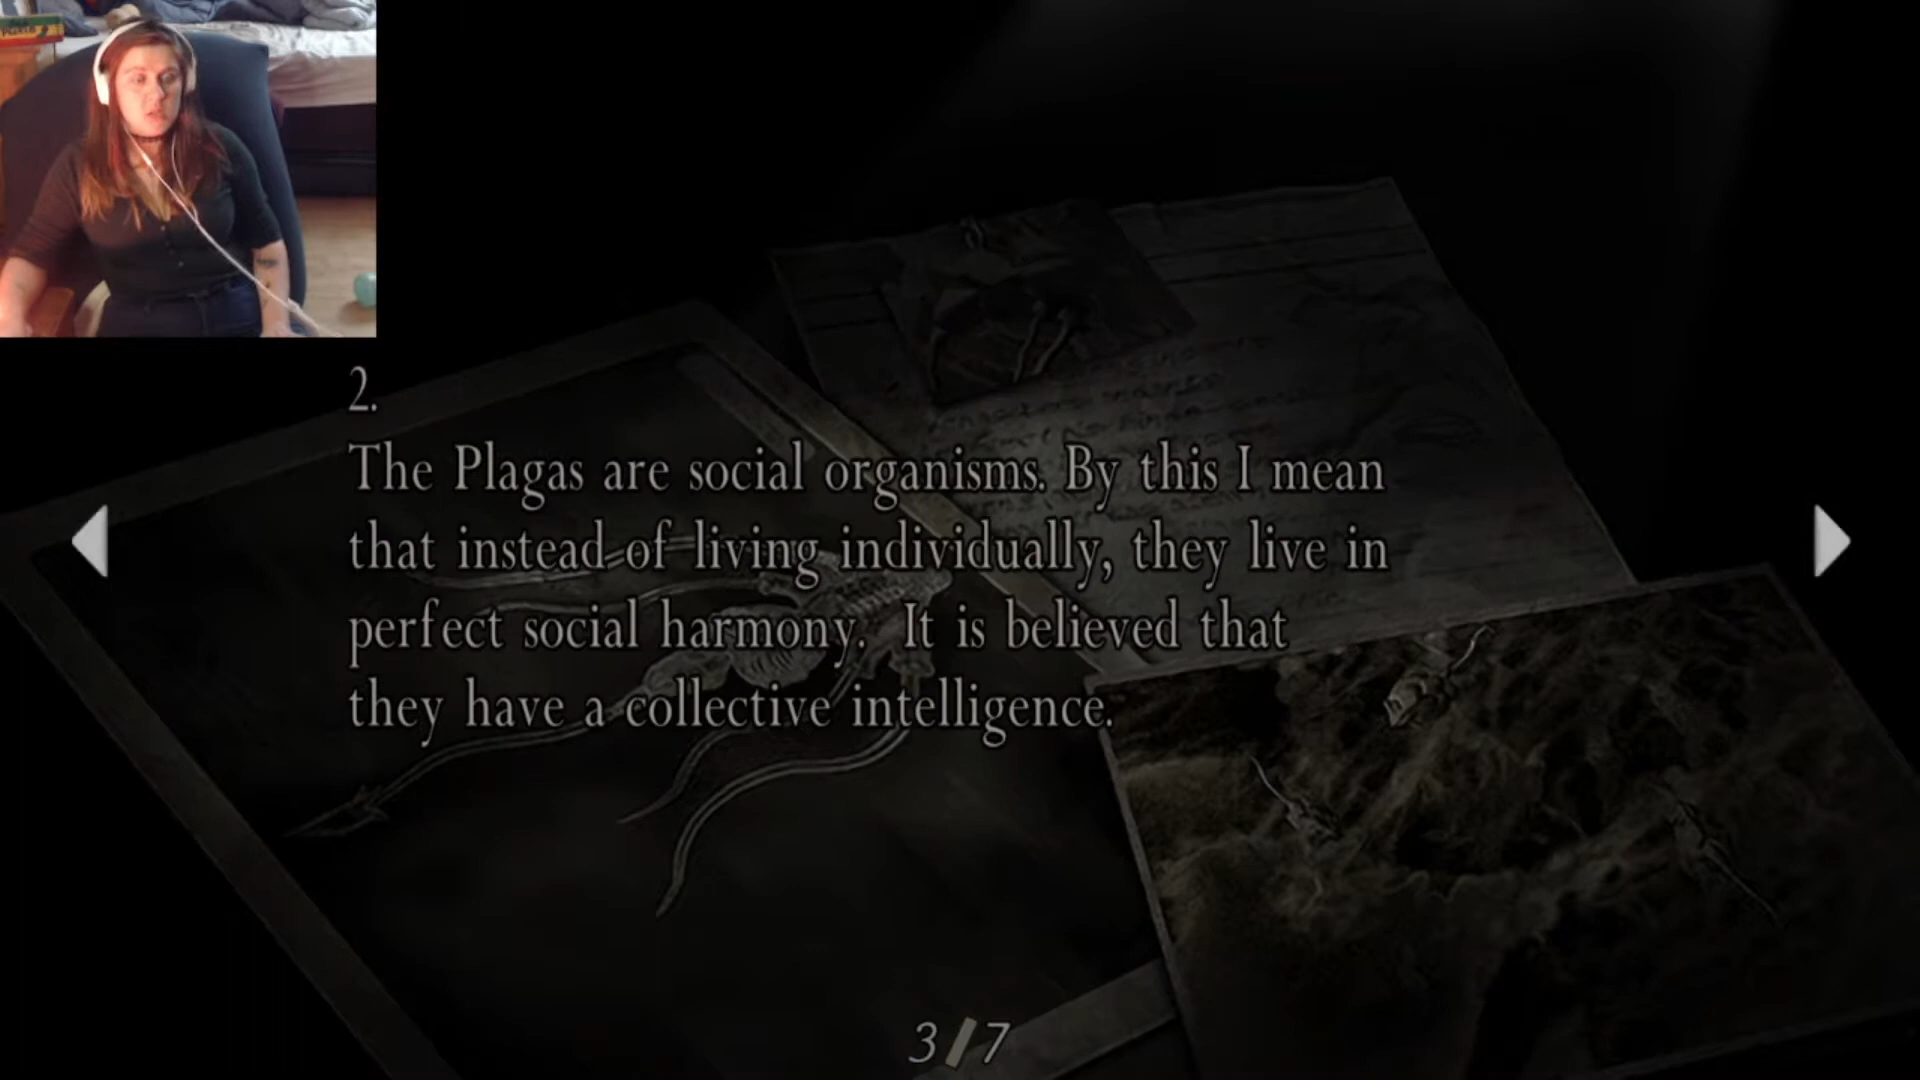 2.
The Plagas are social organisms. By this I mean
that instead of living individually, they live in
perfect social harmony. It is believed that
they have a collective intelligence.
3/7